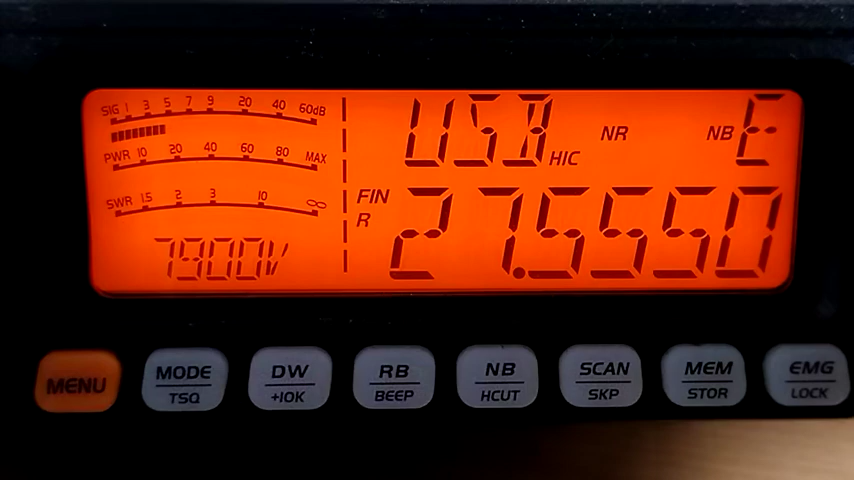 SIG 1 3 5 7 9 20 40 60dB
PWR 10 20 40 60 80 MAX
SWR 1.5 2 3 10 ∞
7900V
USB HIC NR NB E
FIN
R
27.5550
MENU
MODE
TSQ
DW
+10K
RB
BEEP
NB
HCUT
SCAN
SKP
MEM
STOR
EMG
LOCK